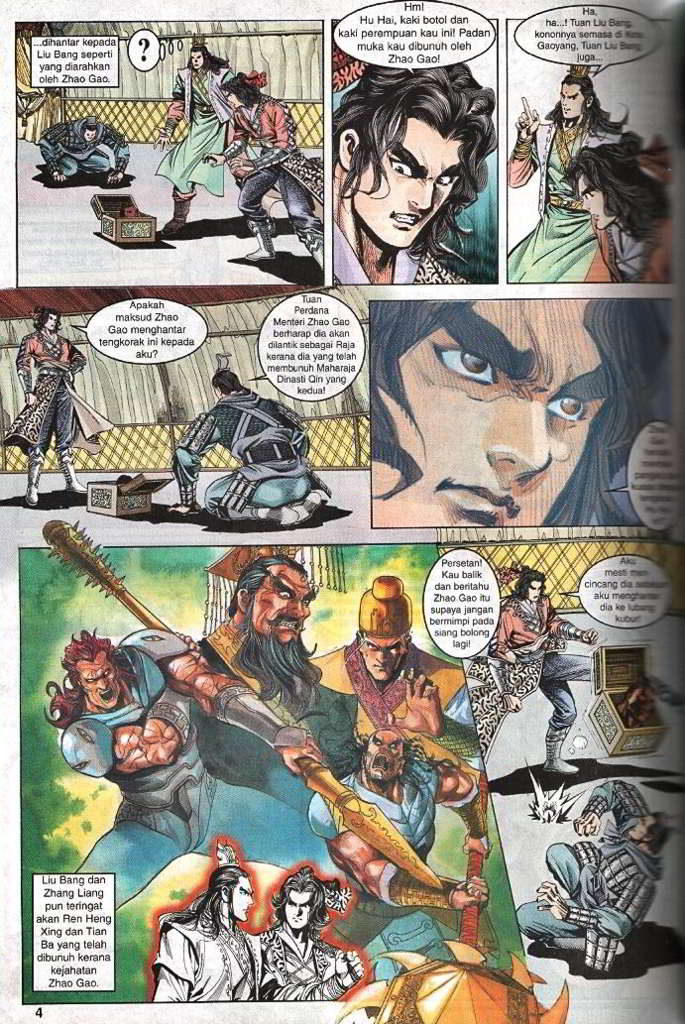 ...dihantar kepada
Liu Bang seperti
yang diarahkan
oleh Zhao Gao.
?
Hm!
Hu Hai, kaki botol dan
kaki perempuan kau ini! Padan
muka kau dibunuh oleh
Zhao Gao!
Ha,
ha...! Tuan Liu Bang,
kononnya semasa di Kota
Gaoyang, Tuan Liu Bang
juga...
Apakah
maksud Zhao
Gao menghantar
tengkorak ini kepada
aku?
Tuan
Perdana
Menteri Zhao Gao
berharap dia akan
dilantik sebagai Raja
kerana dia yang telah
membunuh Maharaja
Dinasti Qin yang
kedua!
Persetan!
Kau balik
dan beritahu
Zhao Gao itu
supaya jangan
bermimpi pada
siang bolong
lagi!
Aku
mesti men-
cincang dia sebelum
aku menghantar
dia ke lubang
kubur!
Liu Bang dan
Zhang Liang
pun teringat
akan Ren Heng
Xing dan Tian
Ba yang telah
dibunuh kerana
kejahatan
Zhao Gao.
4